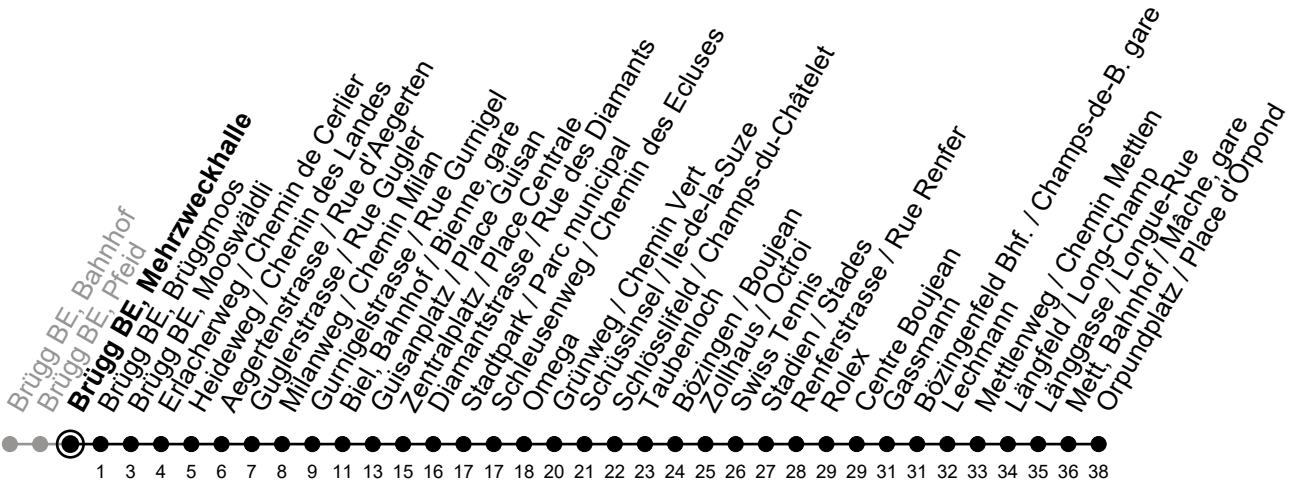 Brügg BE, Bahnhof
Brügg BE, Pfeid
Brügg BE, Mehrzweckhalle
Brügg BE, Brüggmoos
Brügg BE, Mooswäldli
Erlacherweg / Chemin de Cerlier
Heideweg / Chemin des Landes
Aegertenstrasse / Rue d'Aegerten
Guglerstrasse / Rue Gugler
Milanweg / Chemin Milan
Gurnigelstrasse / Rue Gurnigel
Biel, Bahnhof / Bienne, gare
Guisanplatz / Place Guisan
Zentralplatz / Place Centrale
Diamantstrasse / Rue des Diamants
Stadtpark / Parc municipal
Schleusenweg / Chemin des Ecluses
Omega
Grünweg / Chemin Vert
Schüssinsel / Ile-de-la-Suze
Schlösslifeld / Champs-du-Châtelet
Taubenloch
Bözingen / Boujean
Zollhaus / Octroi
Swiss Tennis
Stadien / Stades
Renferstrasse / Rue Renfer
Rolex
Centre Boujean
Gassmann
Bözingenfeld Bhf. / Champs-de-B. gare
Lechmann
Mettlenweg / Chemin Mettlen
Längfeld / Long-Champ
Länggasse / Longue-Rue
Mett, Bahnhof / Mâche, gare
Orpundplatz / Place d'Orpond
1 3 4 5 6 7 8 9 11 13 15 16 17 17 18 20 21 22 23 24 25 26 27 28 29 29 31 31 32 33 34 35 36 38